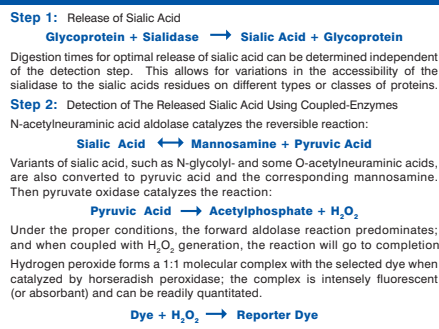 Step 1: Release of Sialic Acid
Glycoprotein + Sialidase ⟶ Sialic Acid + Glycoprotein
Digestion times for optimal release of sialic acid can be determined independent
of the detection step. This allows for variations in the accessibility of the
sialidase to the sialic acids residues on different types or classes of proteins.
Step 2: Detection of The Released Sialic Acid Using Coupled-Enzymes
N-acetylneuraminic acid aldolase catalyzes the reversible reaction:
Sialic Acid ⟷ Mannosamine + Pyruvic Acid
Variants of sialic acid, such as N-glycolyl- and some O-acetylneuraminic acids,
are also converted to pyruvic acid and the corresponding mannosamine.
Then pyruvate oxidase catalyzes the reaction:
Pyruvic Acid ⟶ Acetylphosphate + H₂O₂
Under the proper conditions, the forward aldolase reaction predominates;
and when coupled with H₂O₂ generation, the reaction will go to completion
Hydrogen peroxide forms a 1:1 molecular complex with the selected dye when
catalyzed by horseradish peroxidase; the complex is intensely fluorescent
(or absorbant) and can be readily quantitated.
Dye + H₂O₂ ⟶ Reporter Dye